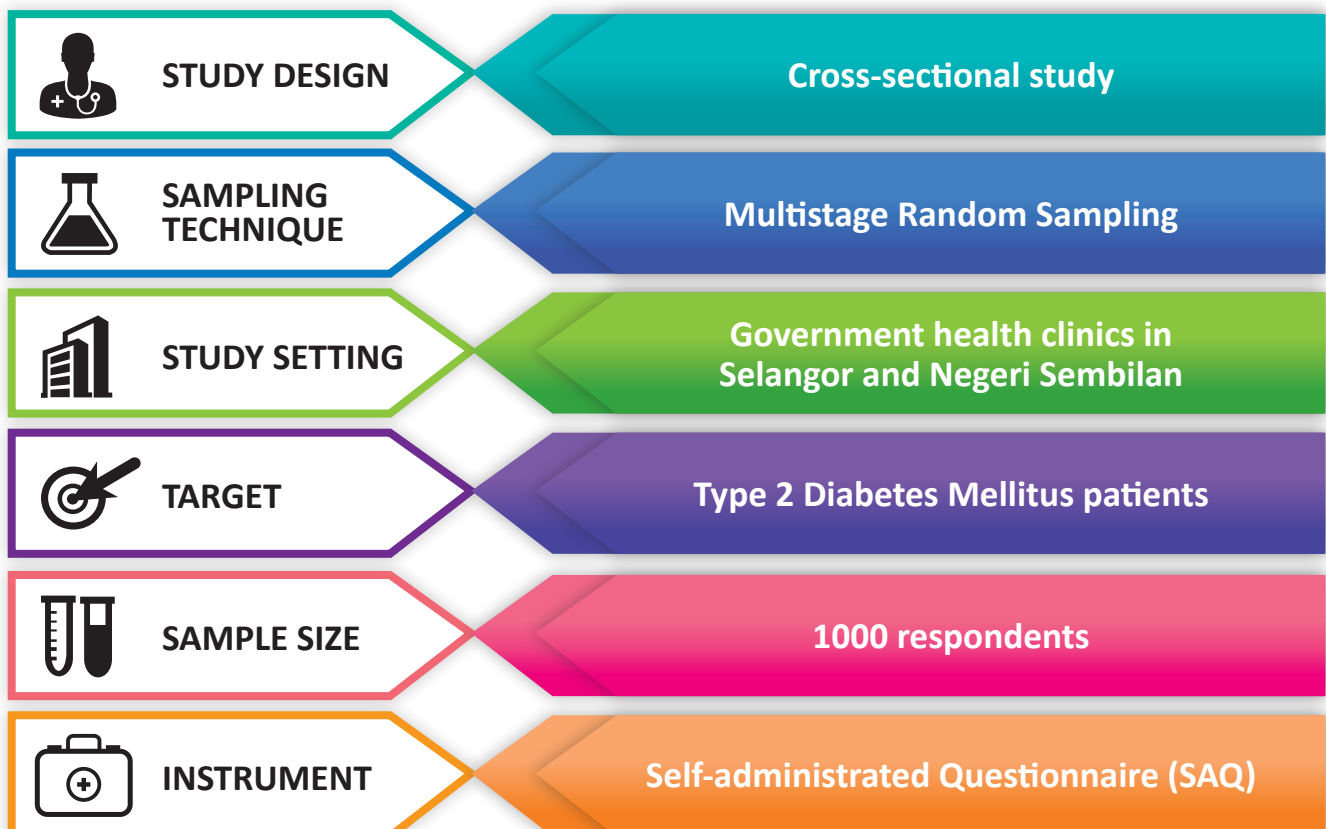 STUDY DESIGN
Cross-sectional study
SAMPLING
TECHNIQUE
Multistage Random Sampling
STUDY SETTING
Government health clinics in
Selangor and Negeri Sembilan
TARGET
Type 2 Diabetes Mellitus patients
SAMPLE SIZE
1000 respondents
INSTRUMENT
Self-administrated Questionnaire (SAQ)